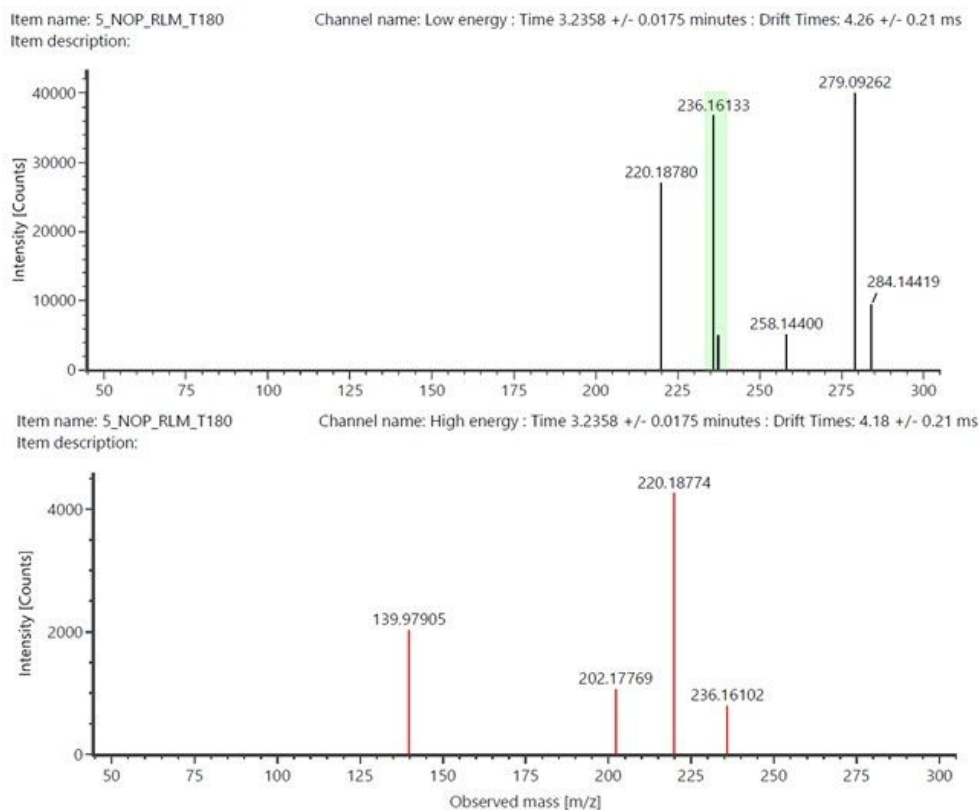 Item name: 5_NOP_RLM_T180 Channel name: Low energy : Time 3.2358 +/- 0.0175 minutes : Drift Times: 4.26 +/- 0.21 ms
Item description:
279.09262
40000
236.16133
30000
220.18780
20000
284.14419
10000
258.14400
0
Intensity [Counts]
50 75 100 125 150 175 200 225 250 275 300
Item name: 5_NOP_RLM_T180 Channel name: High energy : Time 3.2358 +/- 0.0175 minutes : Drift Times: 4.18 +/- 0.21 ms
Item description:
220.18774
4000
139.97905
2000
202.17769
236.16102
0
Intensity [Counts]
50 75 100 125 150 175 200 225 250 275 300
Observed mass [m/z]